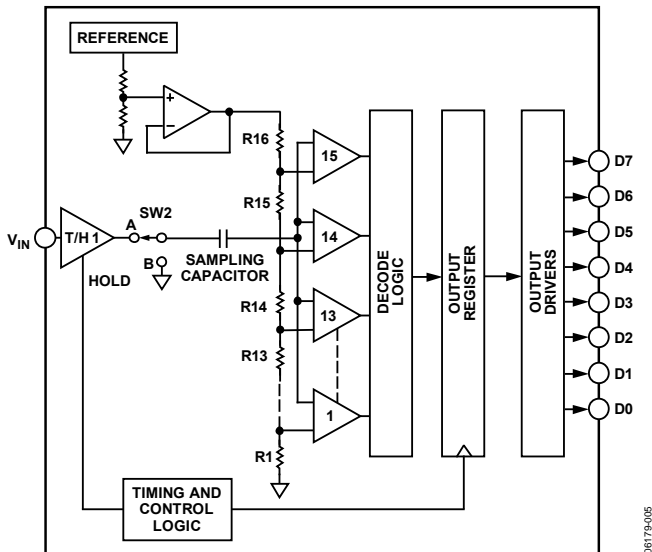 REFERENCE
+
−
R16
15
D7
R15
D6
SW2
A
14
D5
VIN
T/H 1
B
SAMPLING
CAPACITOR
HOLD
DECODE
LOGIC
OUTPUT
REGISTER
OUTPUT
DRIVERS
D4
R14
13
D3
R13
D2
D1
1
D0
R1
TIMING AND
CONTROL
LOGIC
06179-005